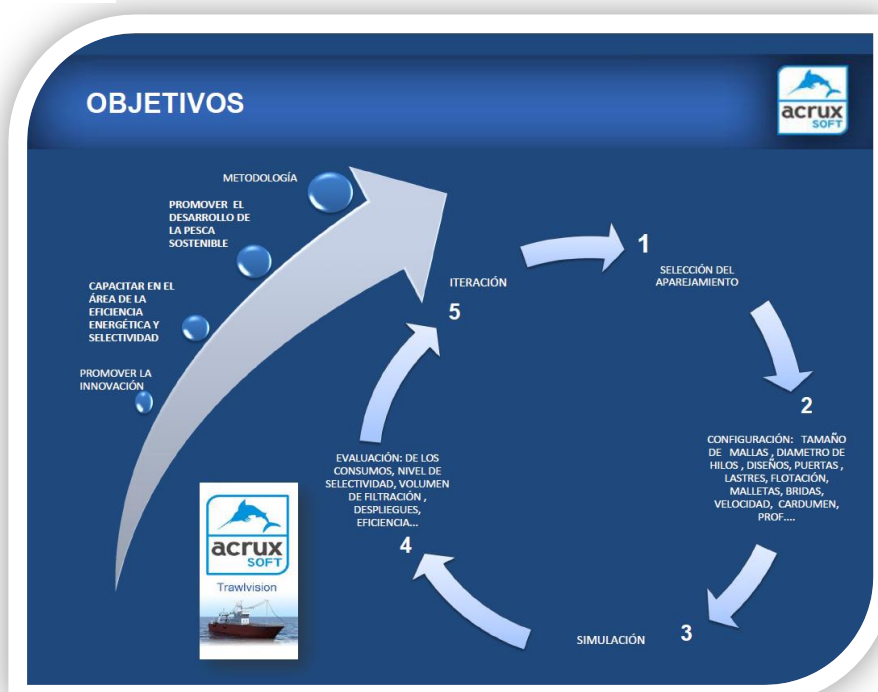 OBJETIVOS
acrux
SOFT
METODOLOGÍA
PROMOVER EL
DESARROLLO DE
LA PESCA
SOSTENIBLE
CAPACITAR EN EL
ÁREA DE LA
EFICIENCIA
ENERGÉTICA Y
SELECTIVIDAD
PROMOVER LA
INNOVACIÓN
1
SELECCIÓN DEL
APAREJAMIENTO
2
CONFIGURACIÓN: TAMAÑO
DE MALLAS , DIAMETRO DE
HILOS , DISEÑOS, PUERTAS ,
LASTRES, FLOTACIÓN,
MALLETAS, BRIDAS,
VELOCIDAD, CARDUMEN,
PROF....
SIMULACIÓN 3
EVALUACIÓN: DE LOS
CONSUMOS, NIVEL DE
SELECTIVIDAD, VOLUMEN
DE FILTRACIÓN ,
DESPLIEGUES,
EFICIENCIA...
4
ITERACIÓN
5
acrux
SOFT
Trawlvision